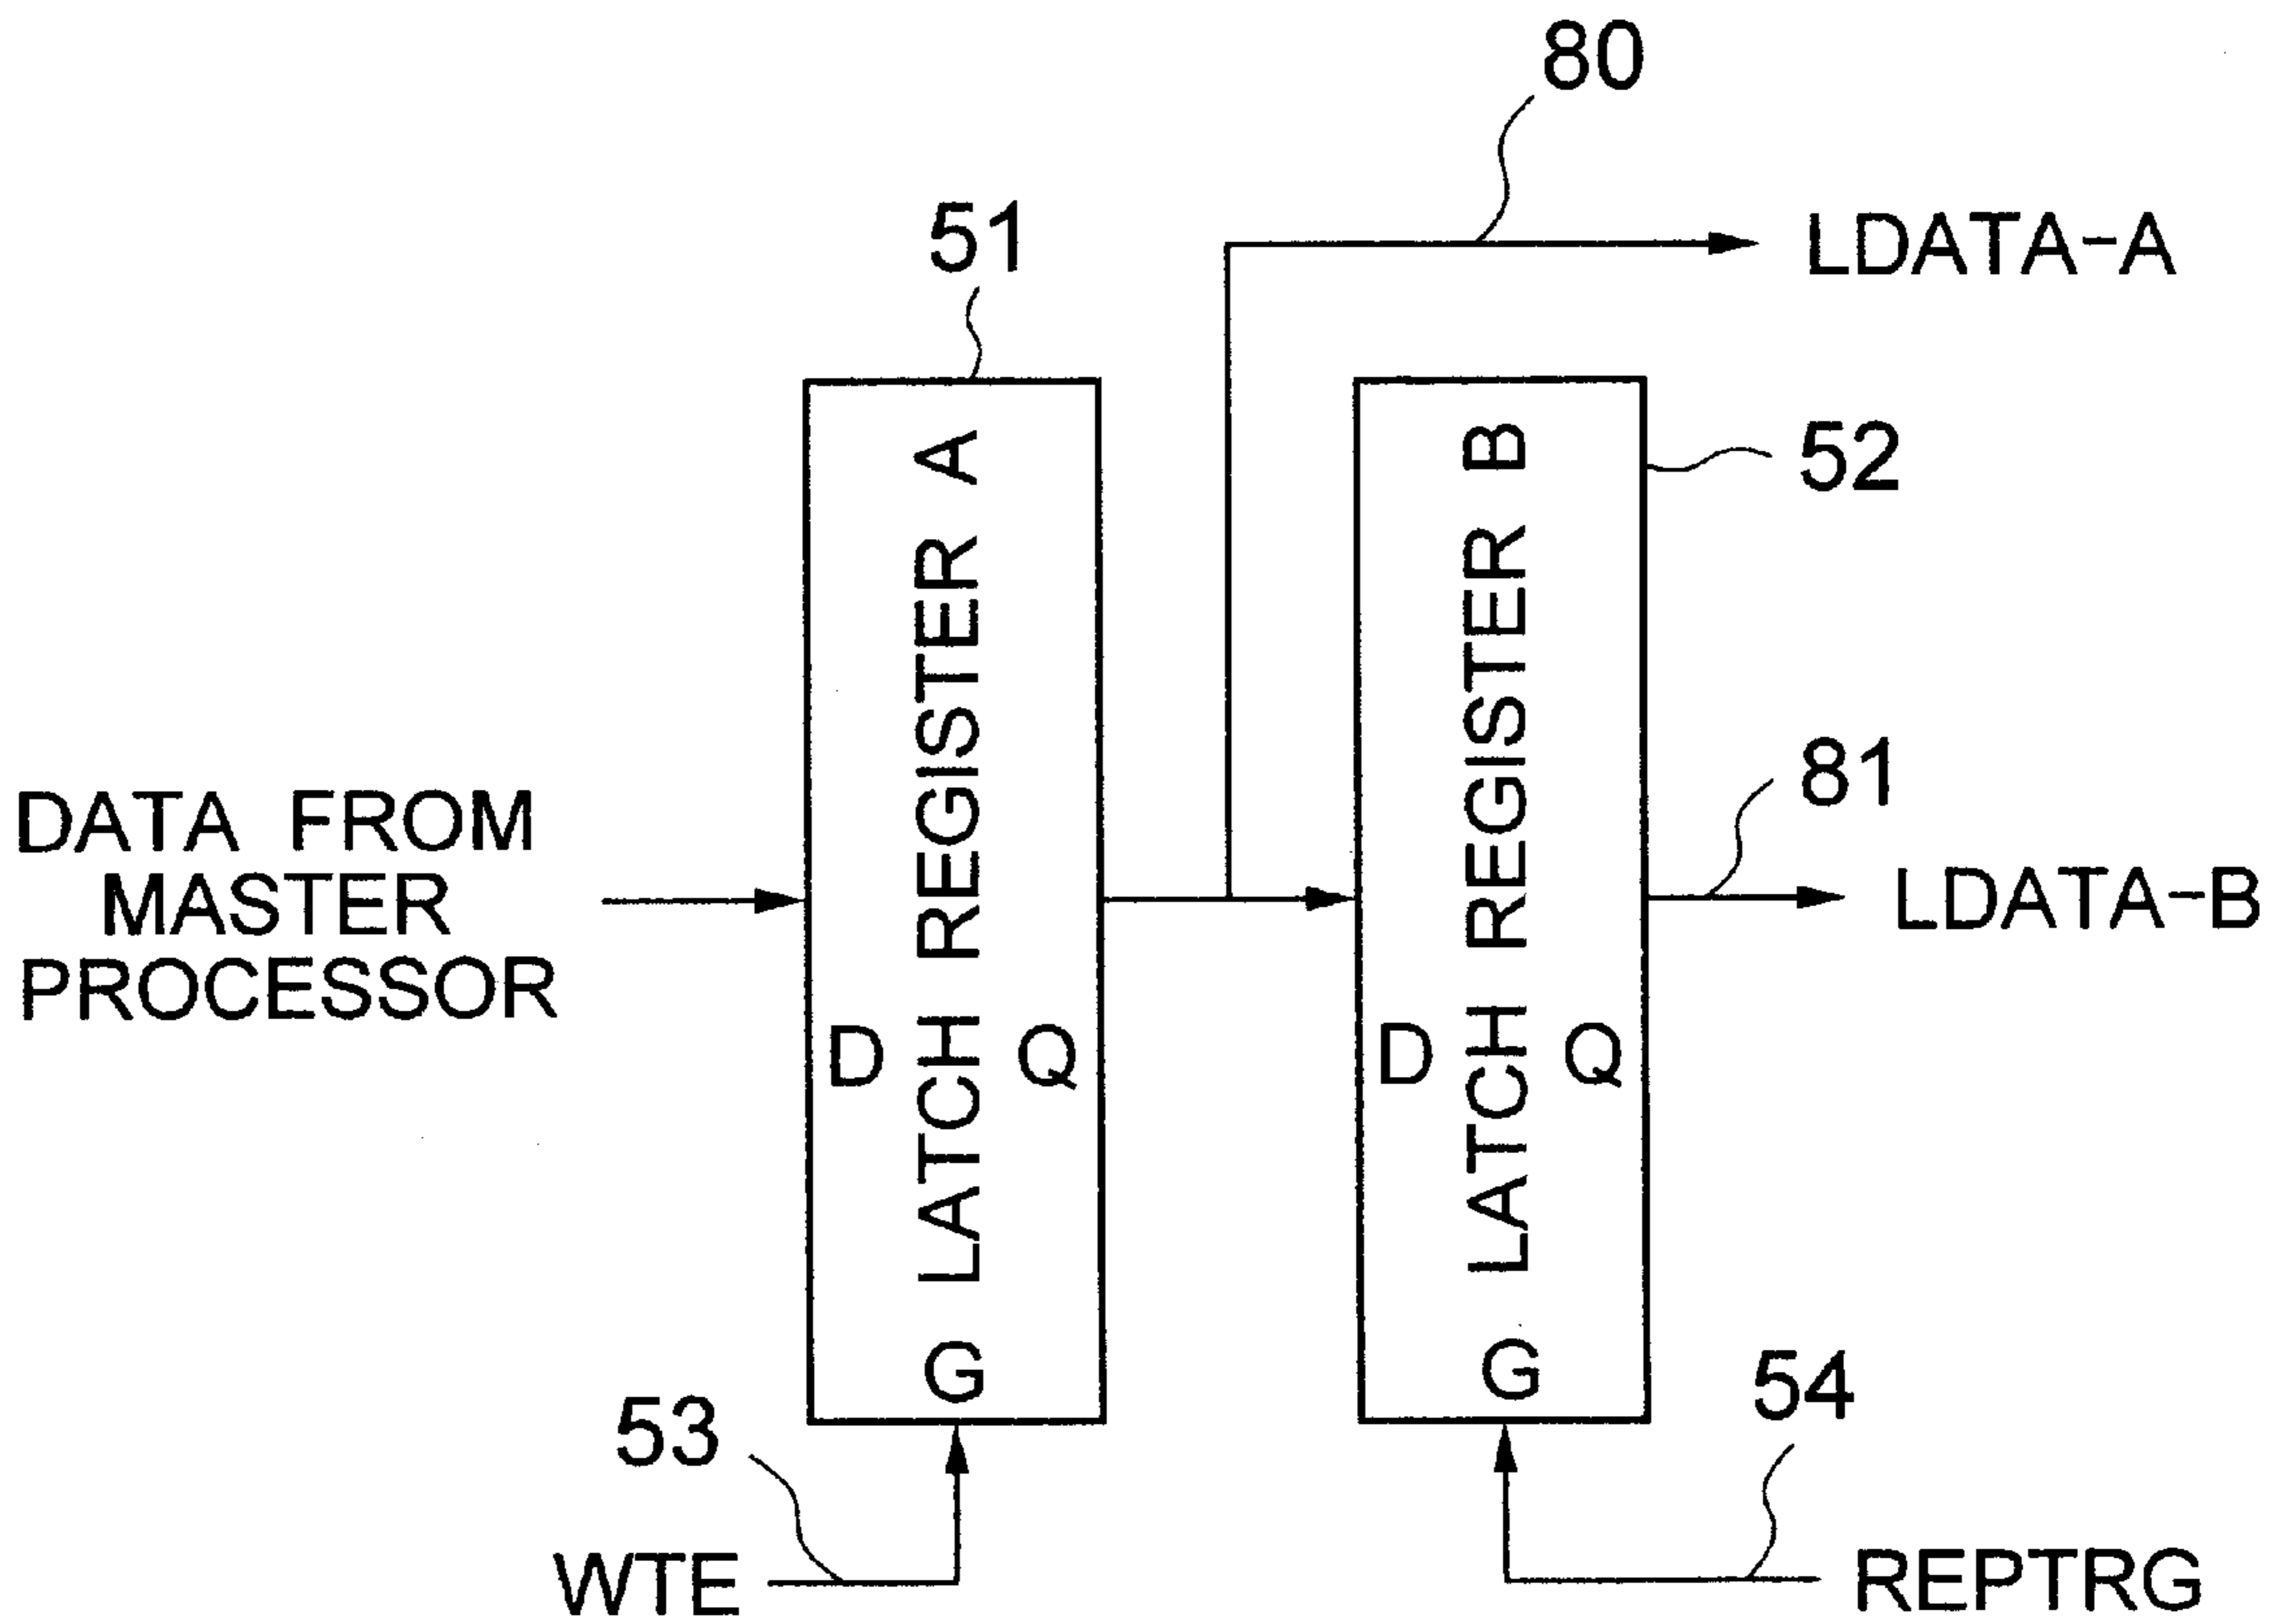 80
LDATA-A
51
LATCH REGISTER A
D
Q
G
LATCH REGISTER B
D
Q
G
52
81
LDATA-B
DATA FROM
MASTER
PROCESSOR
53
WTE
54
REPTRG